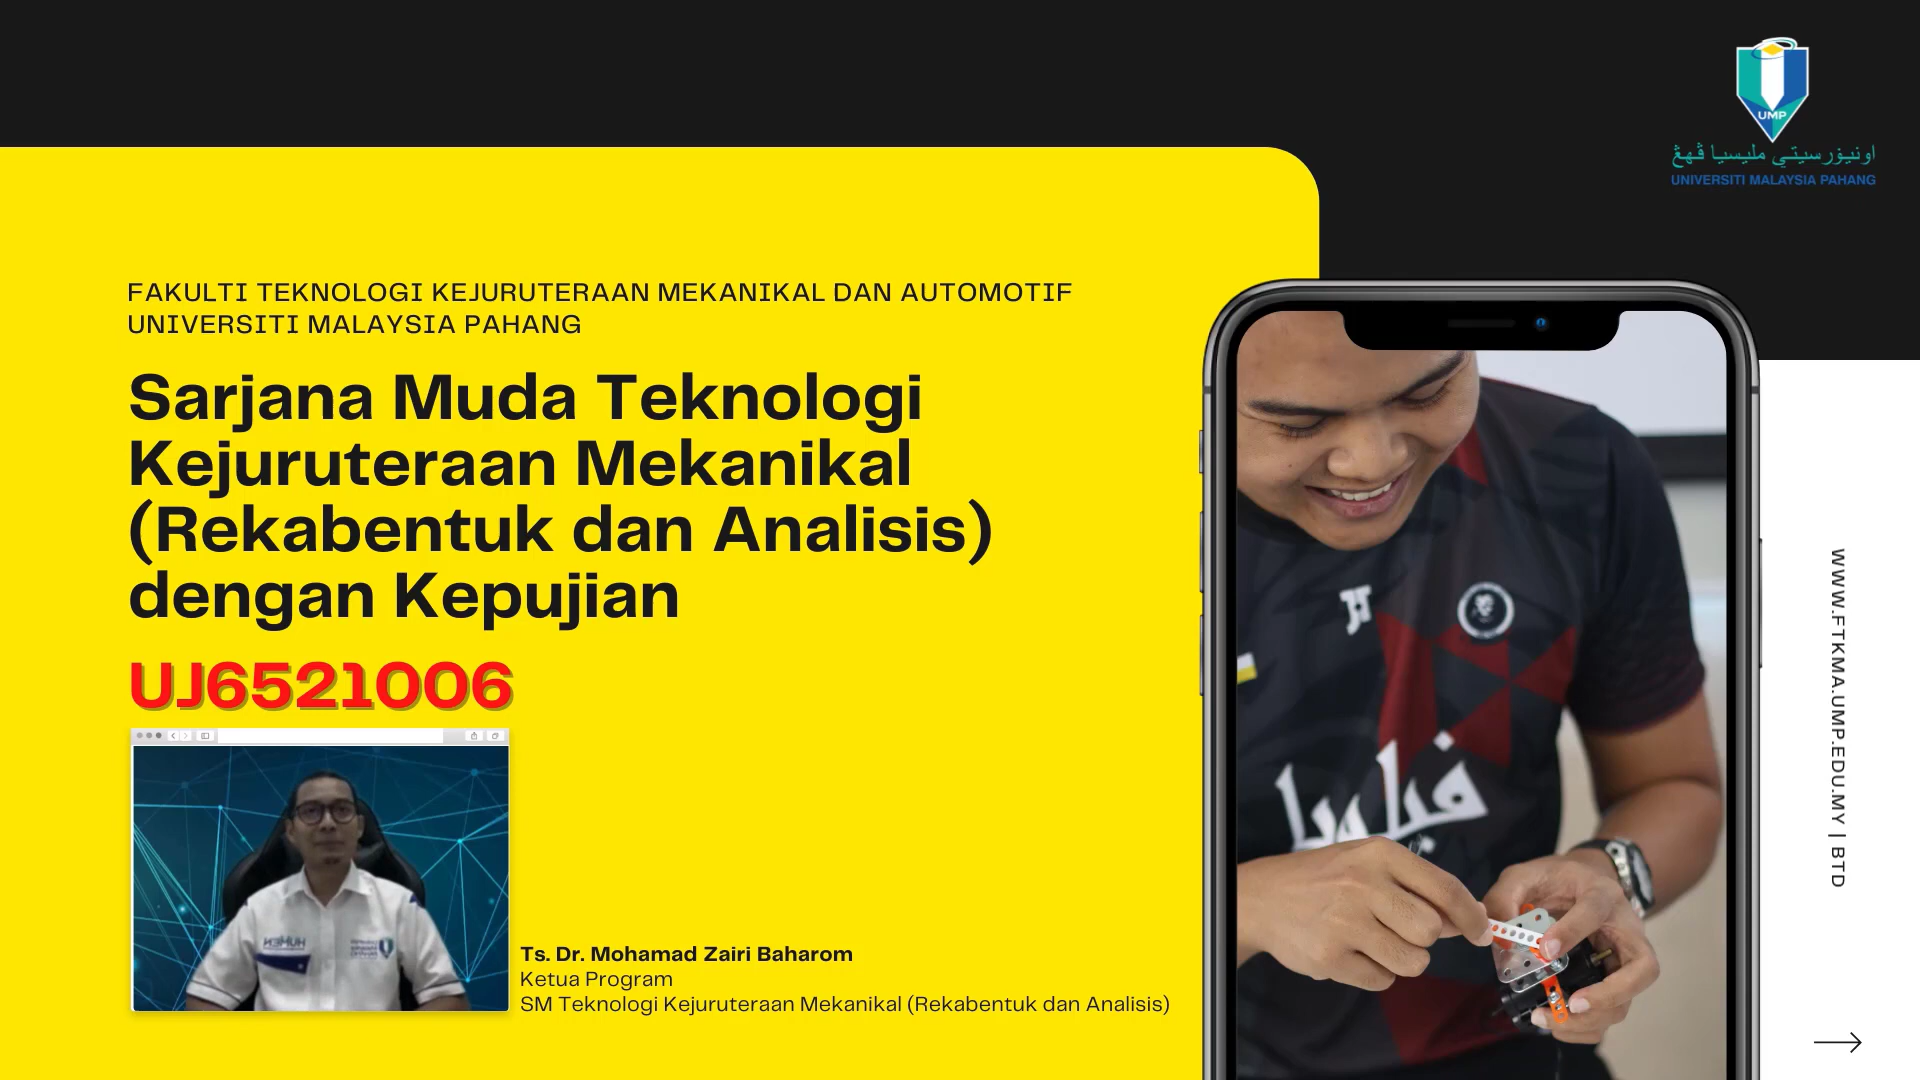 UMP
اونيۏرسيتي مليسيا ڤهڠ
UNIVERSITI MALAYSIA PAHANG
FAKULTI TEKNOLOGI KEJURUTERAAN MEKANIKAL DAN AUTOMOTIF
UNIVERSITI MALAYSIA PAHANG
Sarjana Muda Teknologi
Kejuruteraan Mekanikal
(Rekabentuk dan Analisis)
dengan Kepujian
UJ6521006
Ts. Dr. Mohamad Zairi Baharom
Ketua Program
SM Teknologi Kejuruteraan Mekanikal (Rekabentuk dan Analisis)
WWW.FTKMA.UMP.EDU.MY | BTD